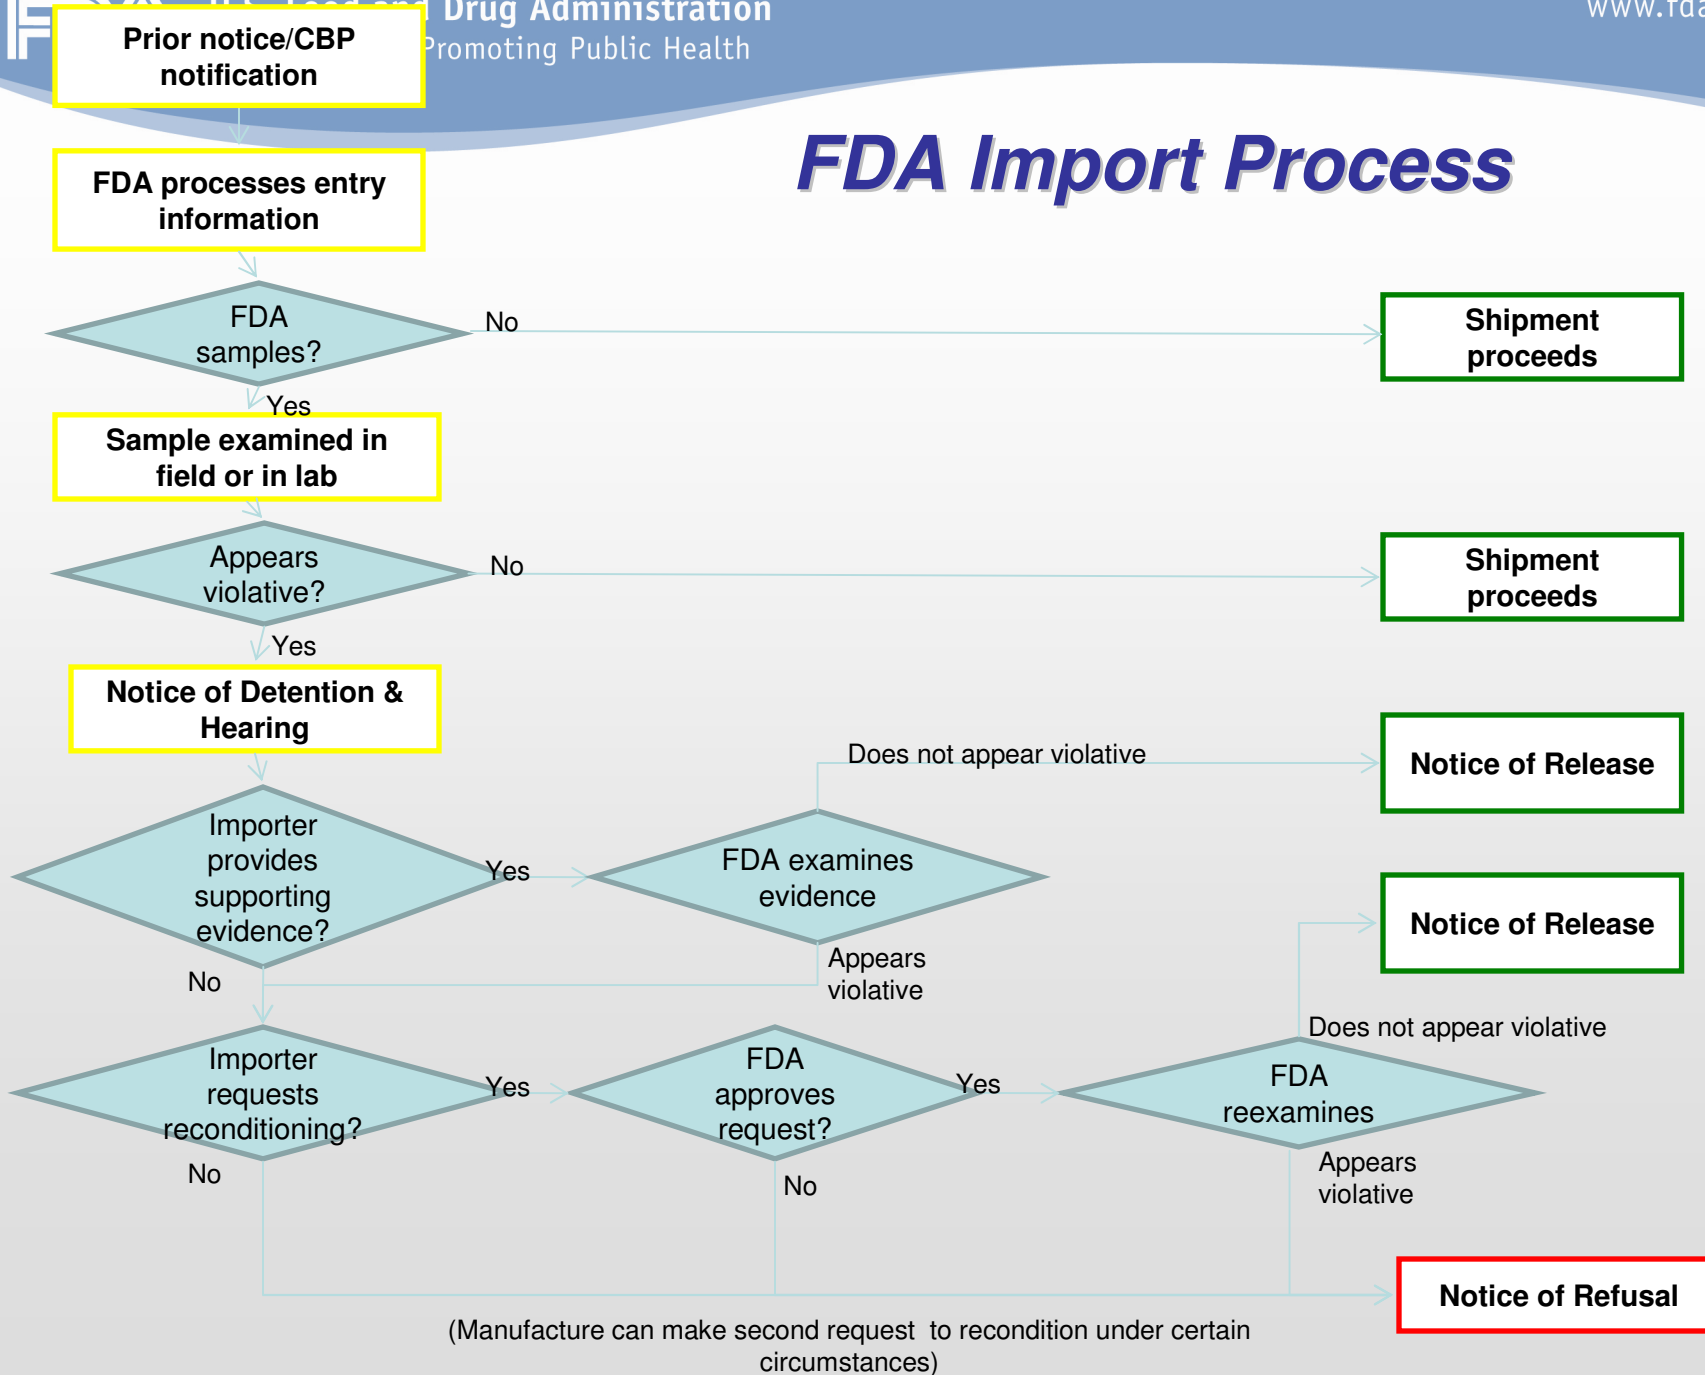 Drug Administration
Promoting Public Health
www.fda
Prior notice/CBP
notification
FDA Import Process
FDA processes entry
information
FDA
samples?
No
Shipment
proceeds
Yes
Sample examined in
field or in lab
Appears
violative?
No
Shipment
proceeds
Yes
Notice of Detention &
Hearing
Does not appear violative
Notice of Release
Importer
provides
supporting
evidence?
Yes
FDA examines
evidence
Notice of Release
No
Appears
violative
Does not appear violative
Importer
requests
reconditioning?
Yes
FDA
approves
request?
Yes
FDA
reexamines
No
No
Appears
violative
Notice of Refusal
(Manufacture can make second request  to recondition under certain
circumstances)